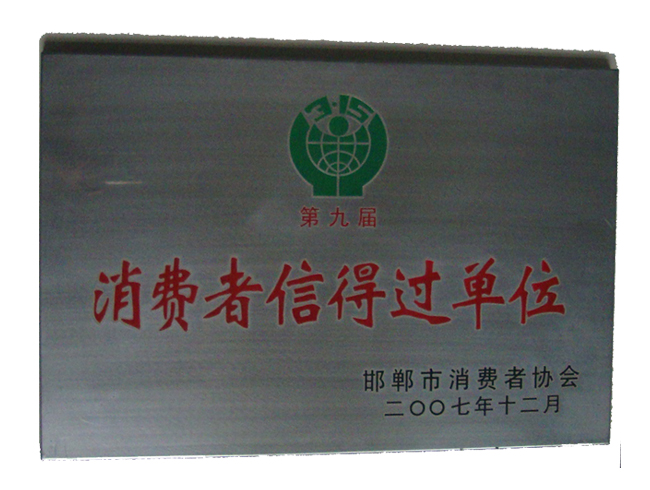 3·15
第九届
消费者信得过单位
邯郸市消费者协会
二〇〇七年十二月